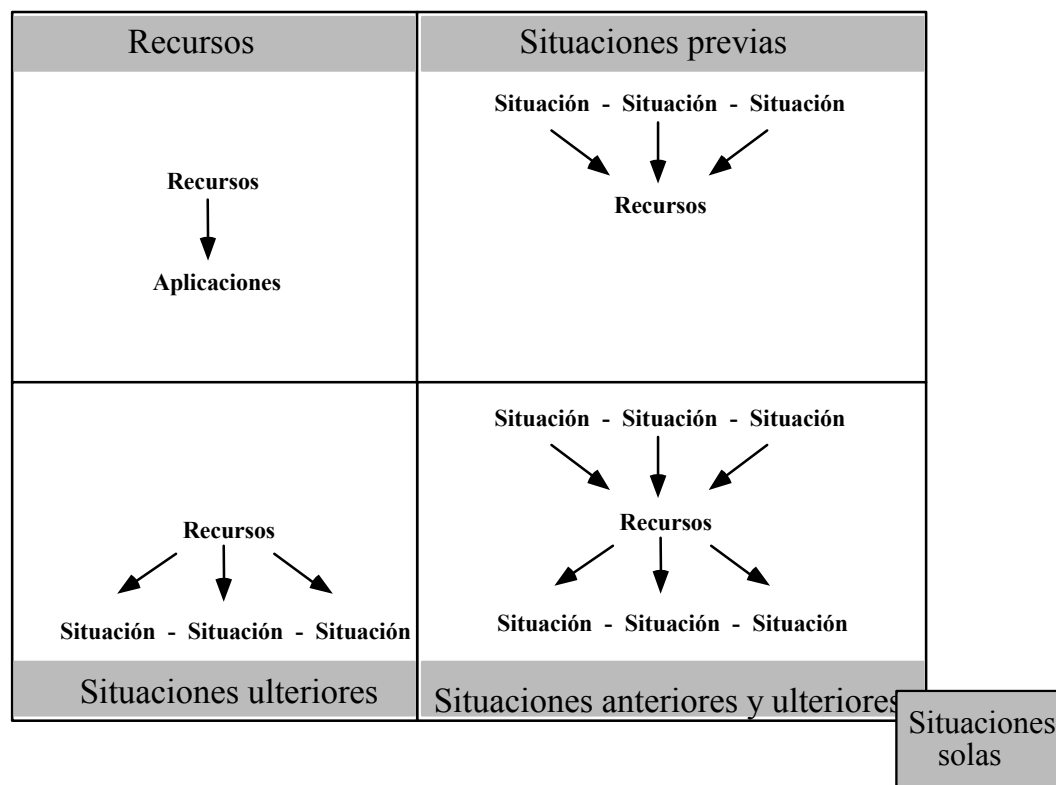 Recursos
Situaciones previas
Recursos
Aplicaciones
Situación - Situación - Situación
Recursos
Recursos
Situación - Situación - Situación
Situaciones ulteriores
Situación - Situación - Situación
Recursos
Situación - Situación - Situación
Situaciones anteriores y ulteriores
Situaciones
solas